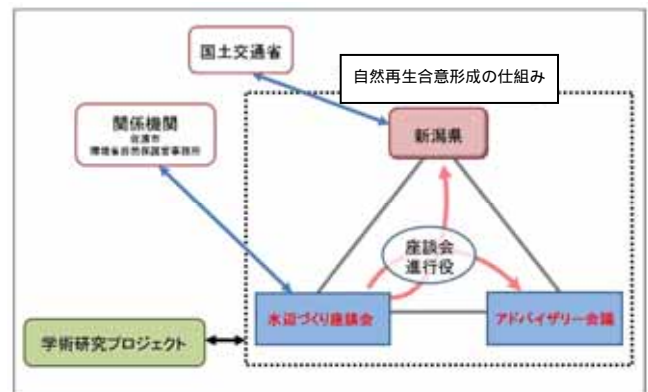 国土交通省
自然再生合意形成の仕組み
関係機関
佐渡市
環境省自然保護官事務所
新潟県
座談会
進行役
水辺づくり座談会
アドバイザリー会議
学術研究プロジェクト